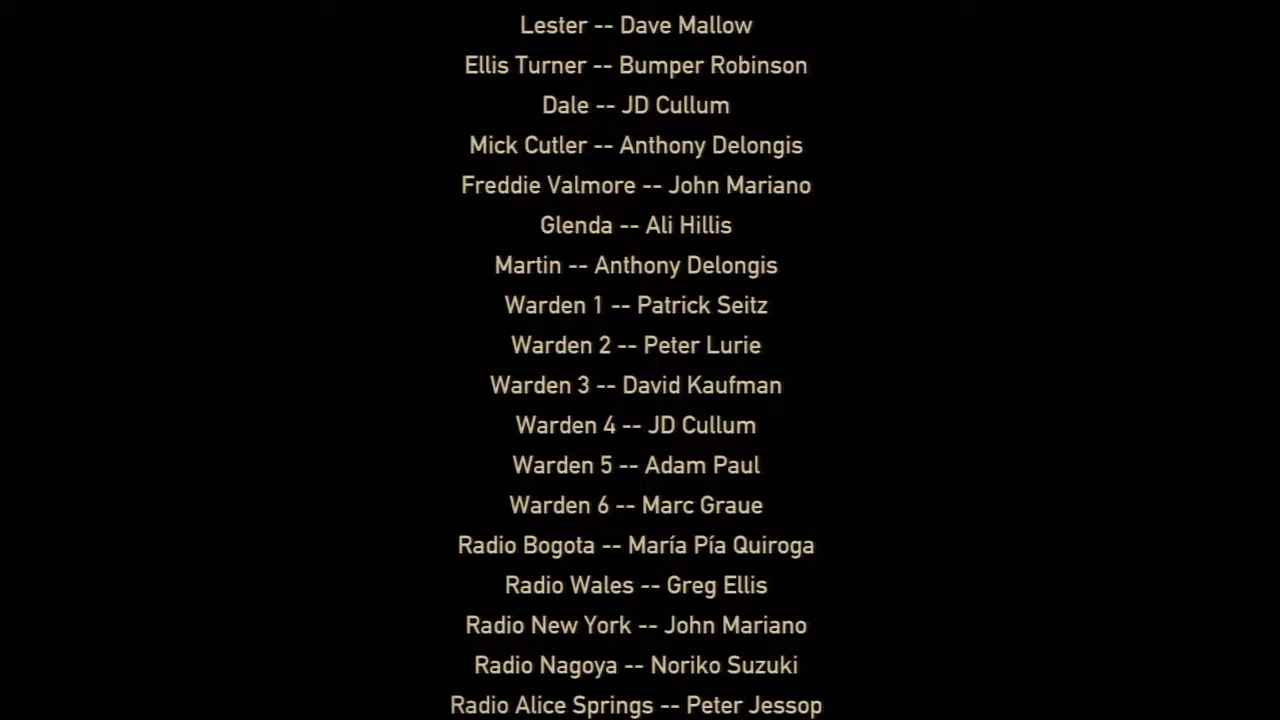 Lester -- Dave Mallow
Ellis Turner -- Bumper Robinson
Dale -- JD Cullum
Mick Cutler -- Anthony Delongis
Freddie Valmore -- John Mariano
Glenda -- Ali Hillis
Martin -- Anthony Delongis
Warden 1 -- Patrick Seitz
Warden 2 -- Peter Lurie
Warden 3 -- David Kaufman
Warden 4 -- JD Cullum
Warden 5 -- Adam Paul
Warden 6 -- Marc Graue
Radio Bogota -- María Pía Quiroga
Radio Wales -- Greg Ellis
Radio New York -- John Mariano
Radio Nagoya -- Noriko Suzuki
Radio Alice Springs -- Peter Jessop